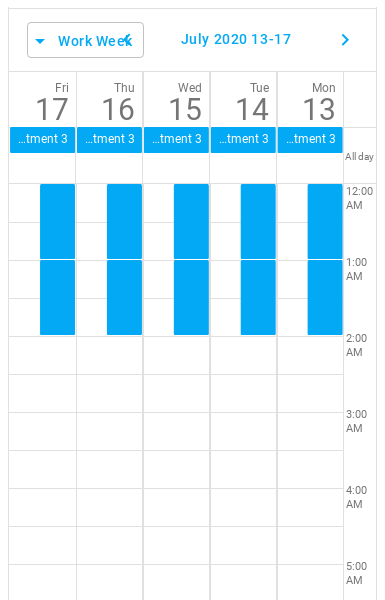 Work Week
July 2020 13-17
Fri Thu Wed Tue Mon
17 16 15 14 13
...tment 3 ...tment 3 ...tment 3 ...tment 3 ...tment 3
All day
12:00 AM
1:00 AM
2:00 AM
3:00 AM
4:00 AM
5:00 AM